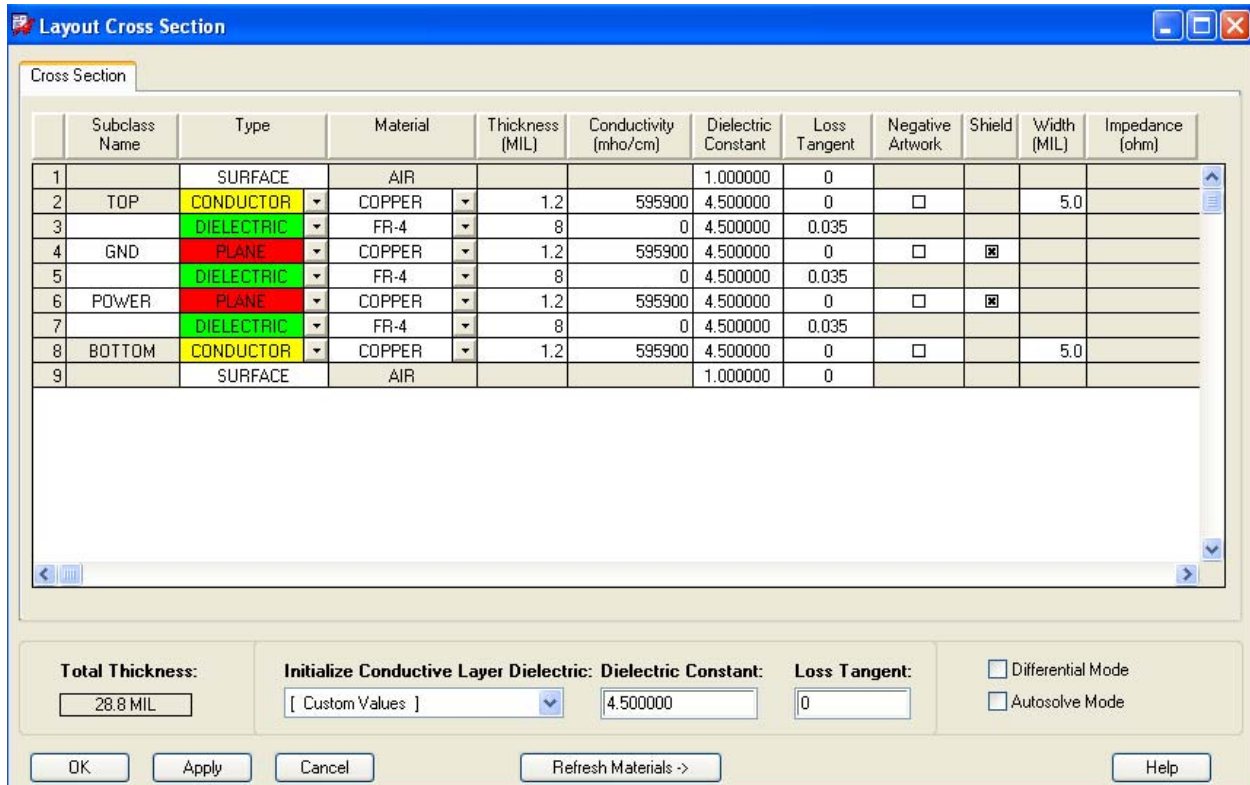 Layout Cross Section
Cross Section
Subclass Name Type Material Thickness (MIL) Conductivity (mho/cm) Dielectric Constant Loss Tangent Negative Artwork Shield Width (MIL) Impedance (ohm)
1 SURFACE AIR 1.000000 0
2 TOP CONDUCTOR COPPER 1.2 595900 4.500000 0 5.0
3 DIELECTRIC FR-4 8 0 4.500000 0.035
4 GND PLANE COPPER 1.2 595900 4.500000 0
5 DIELECTRIC FR-4 8 0 4.500000 0.035
6 POWER PLANE COPPER 1.2 595900 4.500000 0
7 DIELECTRIC FR-4 8 0 4.500000 0.035
8 BOTTOM CONDUCTOR COPPER 1.2 595900 4.500000 0 5.0
9 SURFACE AIR 1.000000 0
Total Thickness: Initialize Conductive Layer Dielectric: Dielectric Constant: Loss Tangent: Differential Mode
28.8 MIL [ Custom Values ] 4.500000 0 Autosolve Mode
OK Apply Cancel Refresh Materials -> Help